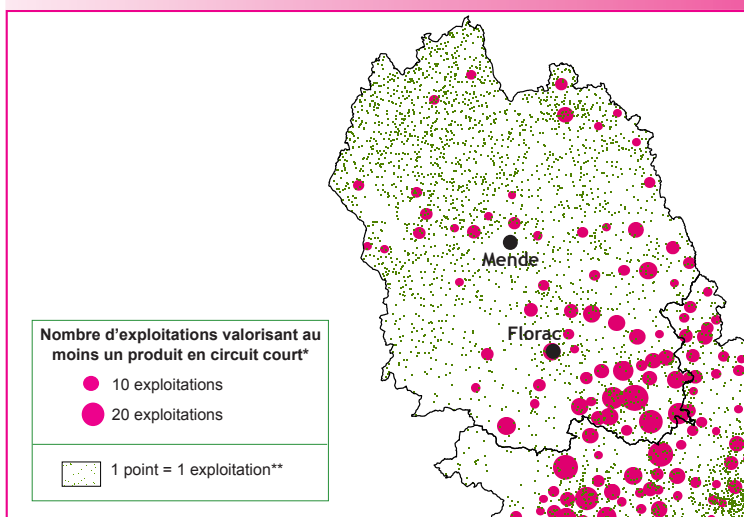 Mende
Florac
Nombre d'exploitations valorisant au
moins un produit en circuit court*
10 exploitations
20 exploitations
1 point = 1 exploitation**